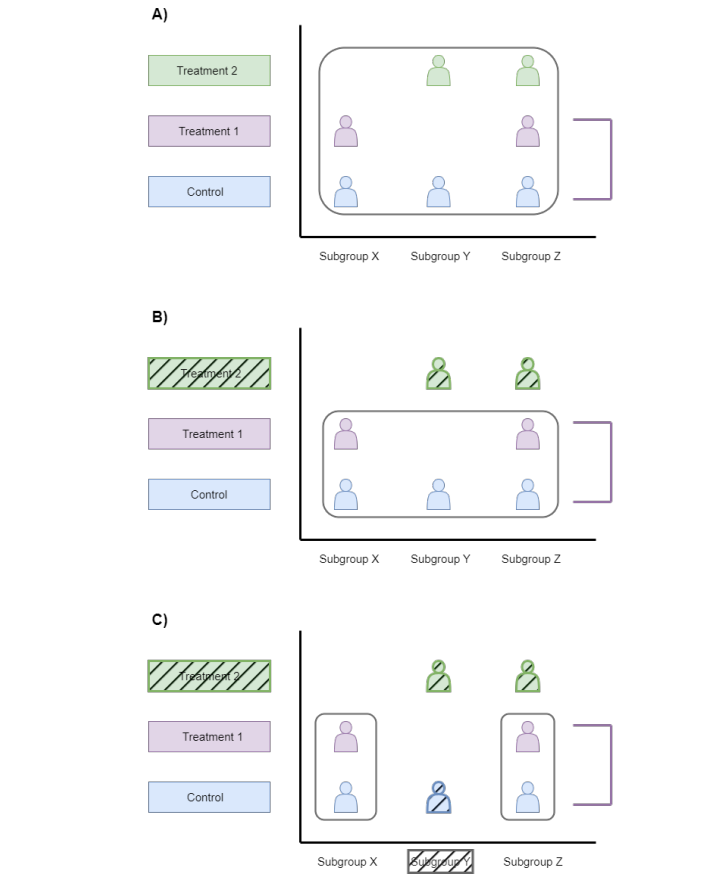 A)
Treatment 2
Treatment 1
Control
Subgroup X Subgroup Y Subgroup Z
B)
Treatment 2
Treatment 1
Control
Subgroup X Subgroup Y Subgroup Z
C)
Treatment 2
Treatment 1
Control
Subgroup X Subgroup Y Subgroup Z